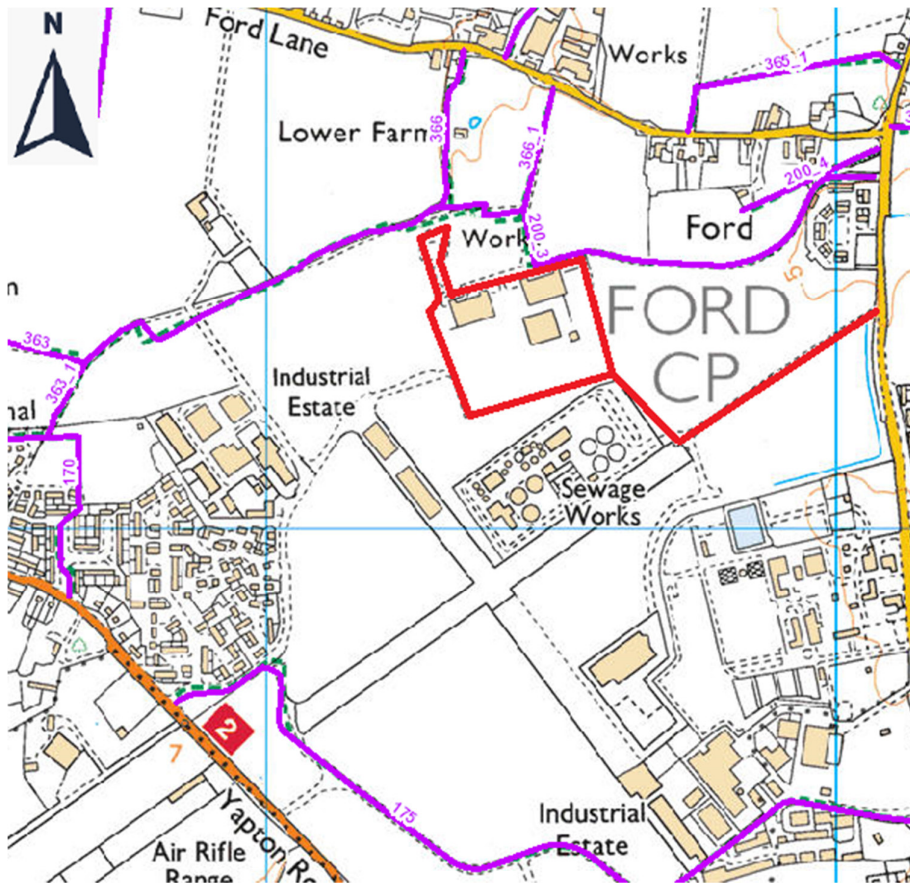 N
Ford Lane
Works
365_1
Lower Farm
366
366_1
200_4
200_3
Work
Ford
5
FORD
CP
363
363_1
Industrial
Estate
nal
170
Sewage
Works
2
7
Yapton Ro
175
Industrial
Estate
Air Rifle
Range